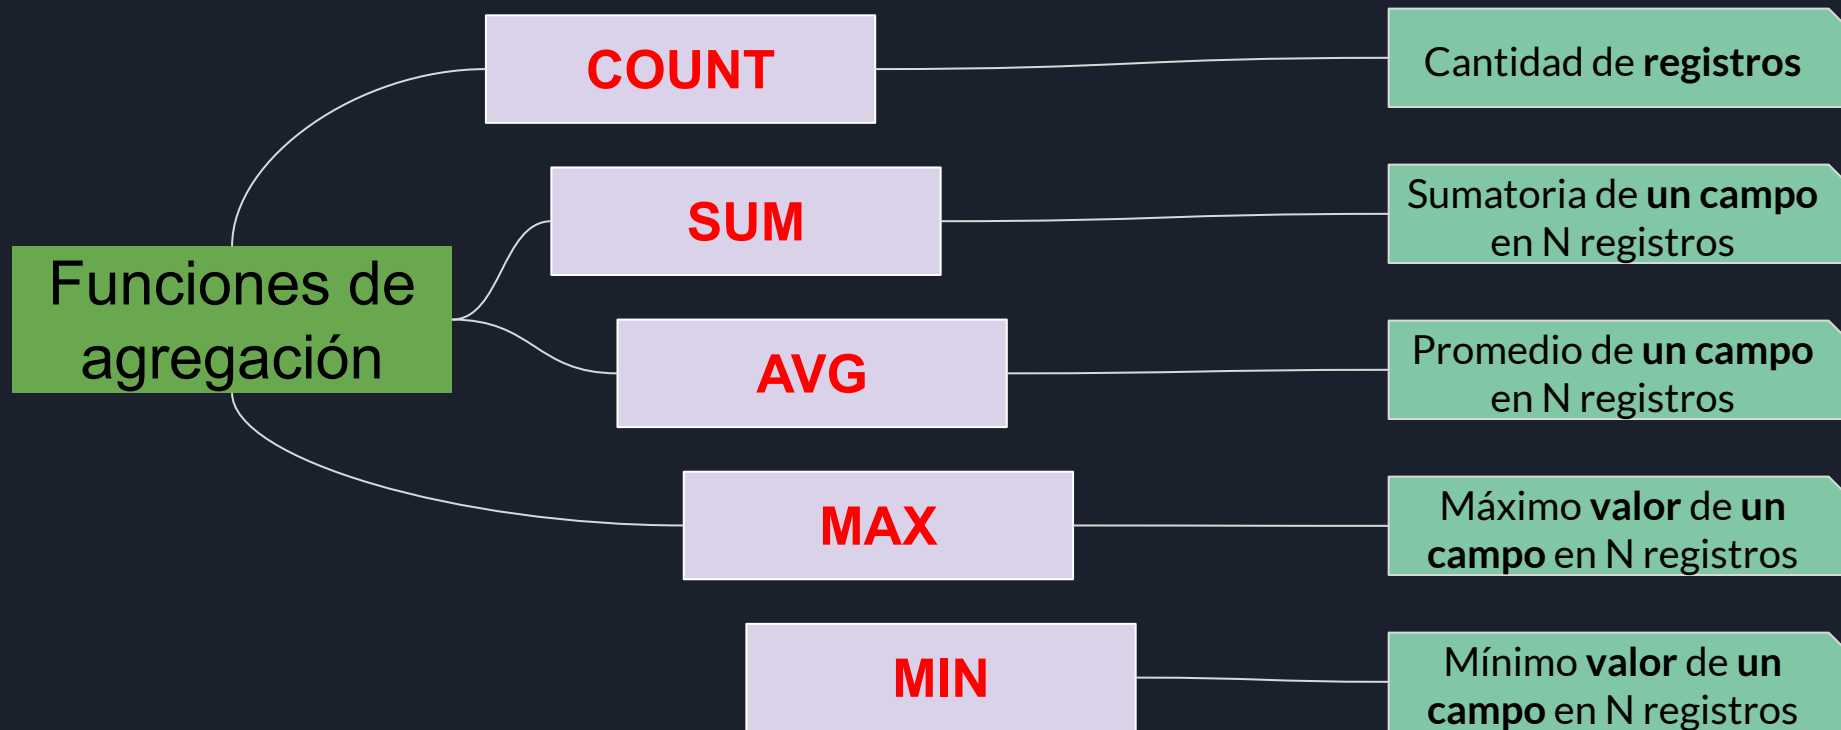 COUNT
Cantidad de registros
SUM
Sumatoria de un campo
en N registros
Funciones de
agregación
AVG
Promedio de un campo
en N registros
MAX
Máximo valor de un
campo en N registros
MIN
Mínimo valor de un
campo en N registros